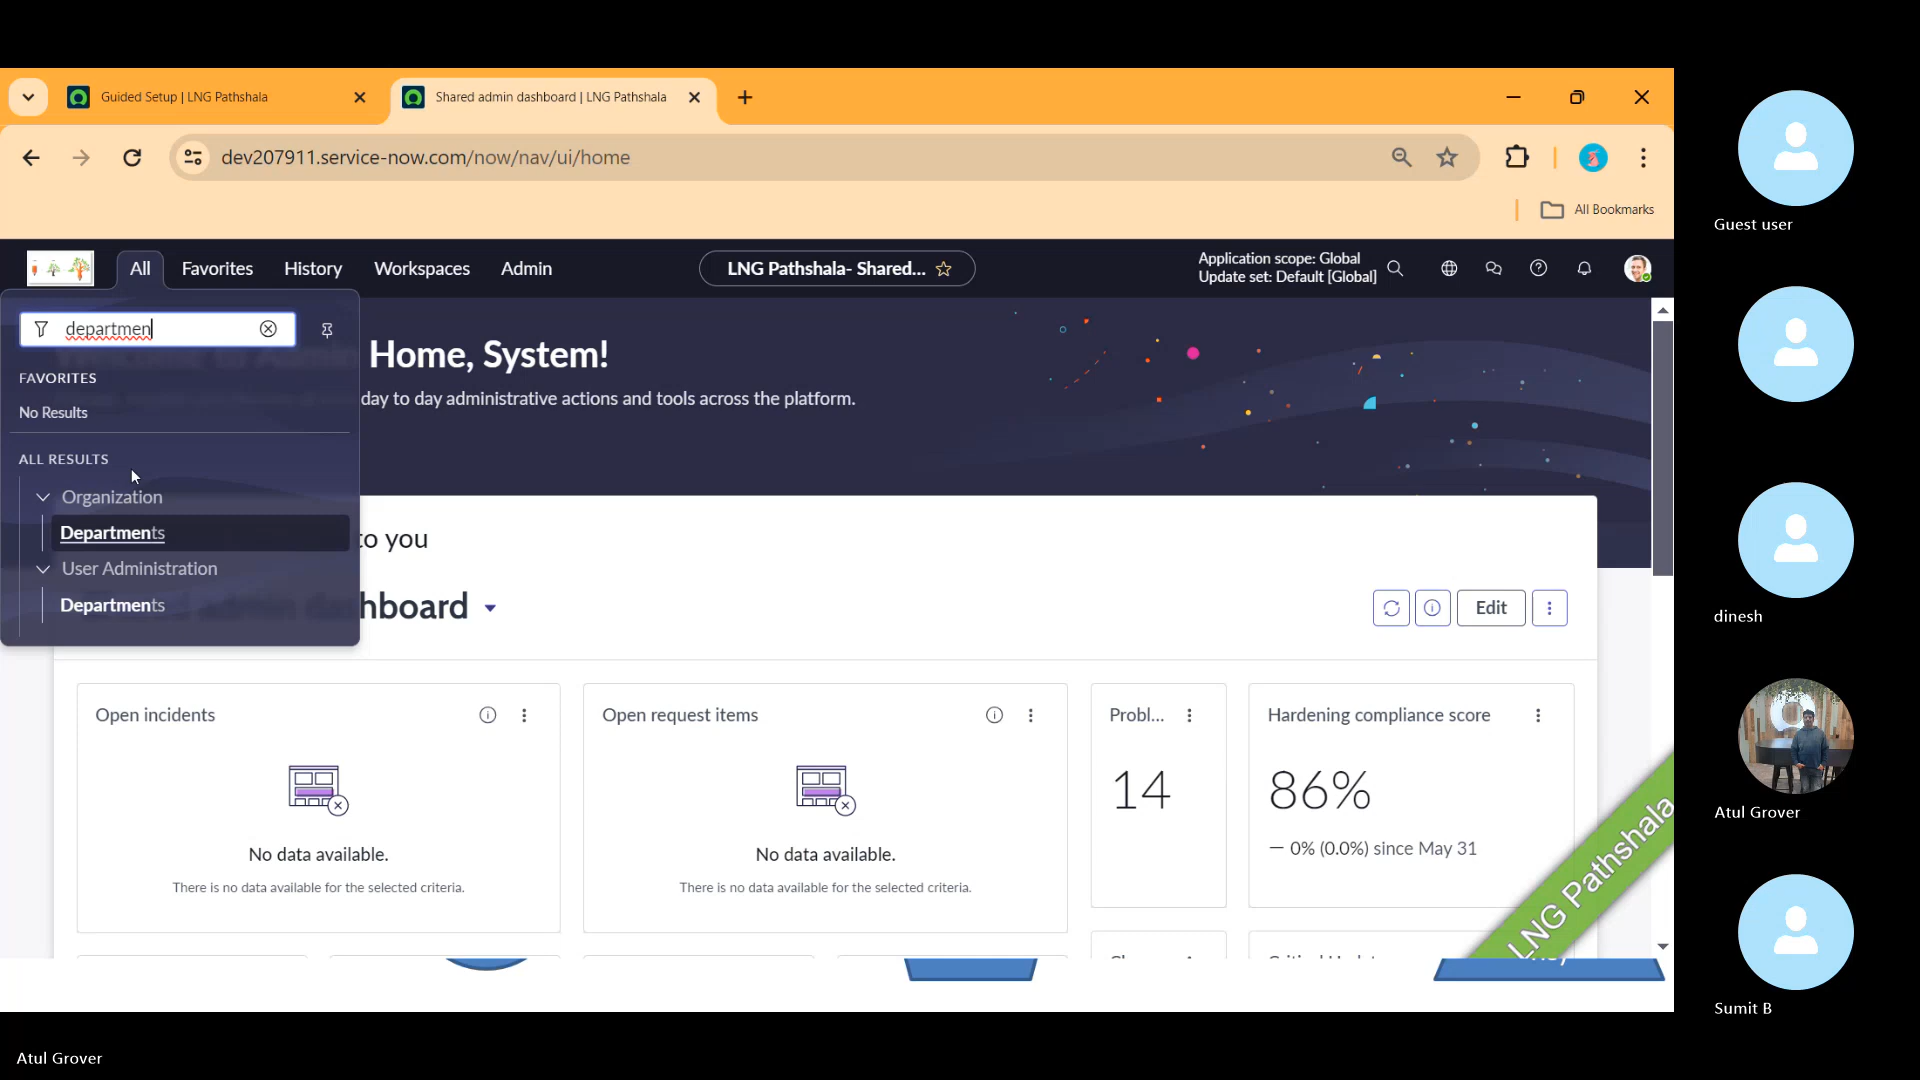 Guided Setup | LNG Pathshala
Shared admin dashboard | LNG Pathshala
dev207911.service-now.com/now/nav/ui/home
All Bookmarks
All
Favorites
History
Workspaces
Admin
LNG Pathshala- Shared...
Application scope: Global
Update set: Default [Global]
departmen
FAVORITES
No Results
ALL RESULTS
Organization
Departments
User Administration
Departments
Home, System!
day to day administrative actions and tools across the platform.
to you
hboard
Edit
Open incidents
No data available.
There is no data available for the selected criteria.
Open request items
No data available.
There is no data available for the selected criteria.
Probl...
14
Hardening compliance score
86%
0% (0.0%) since May 31
LNG Pathshala
Guest user
dinesh
Atul Grover
Sumit B
Atul Grover